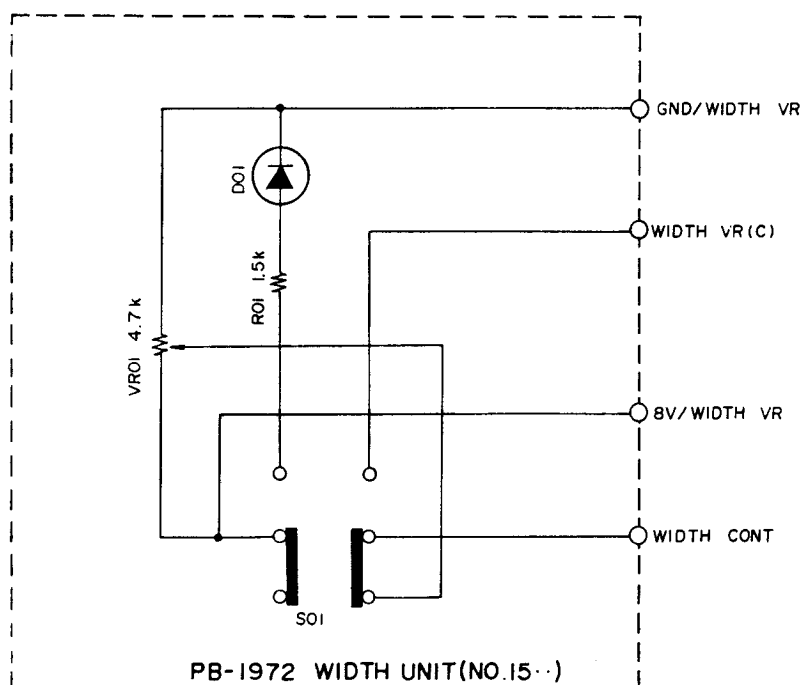 GND/WIDTH VR
D01
WIDTH VR(C)
R01 1.5k
VR01 4.7k
8V/WIDTH VR
WIDTH CONT
S01
PB-1972 WIDTH UNIT(NO.15··)